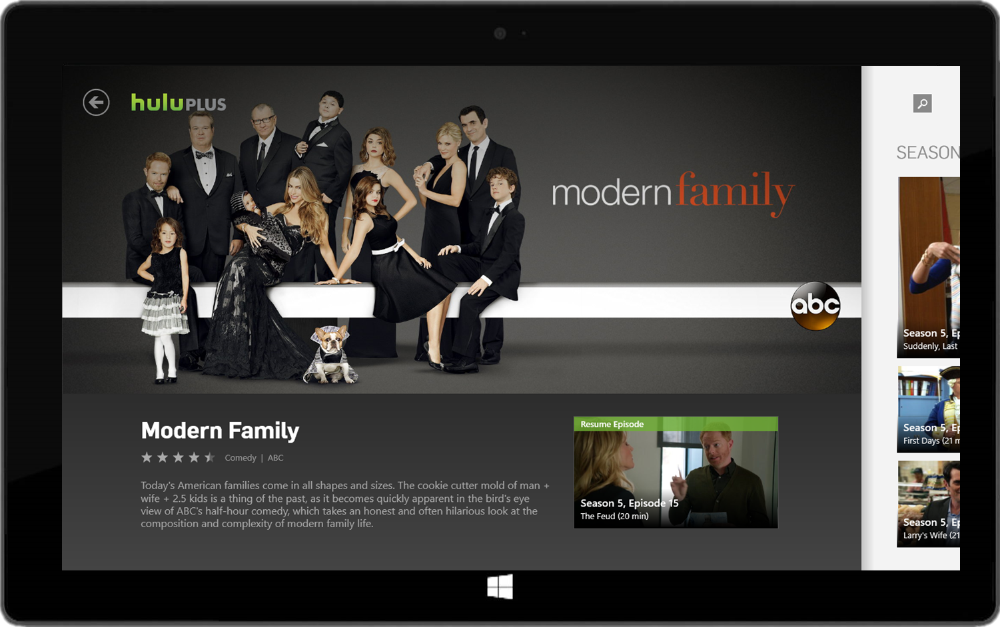 huluPLUS
modernfamily
abc
Modern Family
Comedy | ABC
Today's American families come in all shapes and sizes. The cookie cutter mold of man +
wife + 2.5 kids is a thing of the past, as it becomes quickly apparent in the bird's eye
view of ABC's half-hour comedy, which takes an honest and often hilarious look at the
composition and complexity of modern family life.
Resume Episode
Season 5, Episode 15
The Feud (20 min)
SEASON
Season 5, Ep
Suddenly, Last
Season 5, Ep
First Days (21 m
Season 5, Ep
Larry's Wife (21